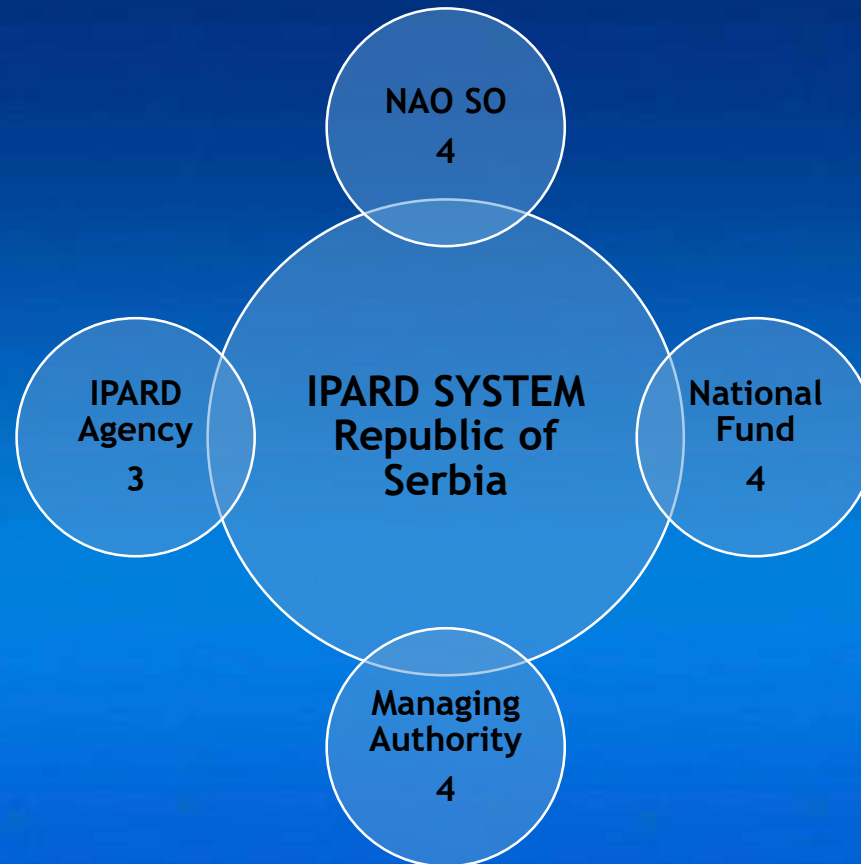 NAO SO
4
IPARD
Agency
3
IPARD SYSTEM
Republic of
Serbia
National
Fund
4
Managing
Authority
4